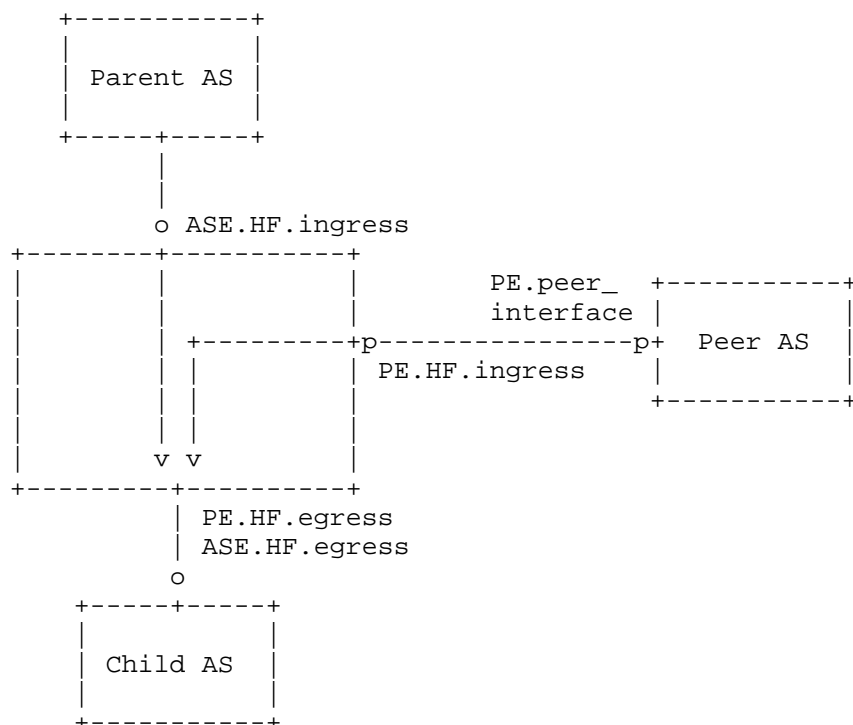 Parent AS
o ASE.HF.ingress
PE.peer_
interface
p p Peer AS
PE.HF.ingress
v v
PE.HF.egress
ASE.HF.egress
o
Child AS